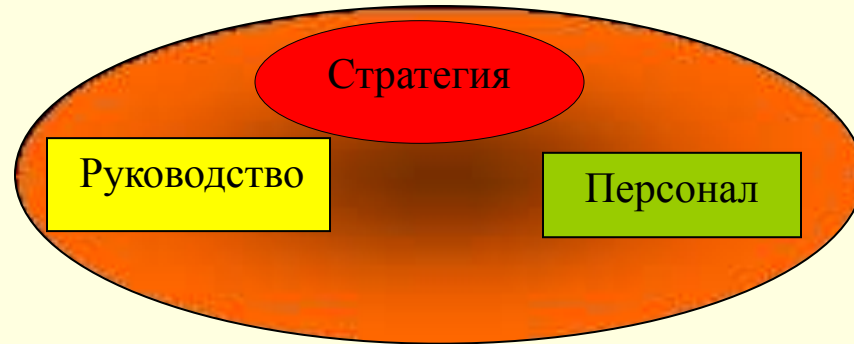 Стратегия
Руководство
Персонал